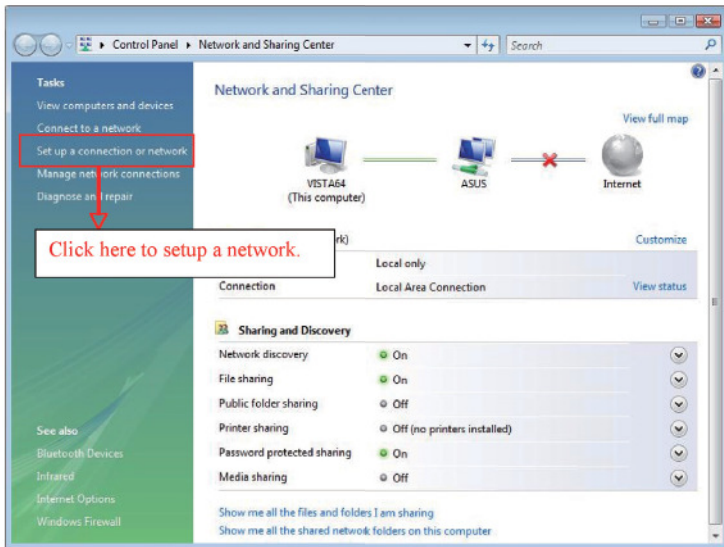 Control Panel ▸ Network and Sharing Center
Search
Tasks
View computers and devices
Connect to a network
Set up a connection or network
Manage network connections
Diagnose and repair
Click here to setup a network.
See also
Bluetooth Devices
Infrared
Internet Options
Windows Firewall
Network and Sharing Center
View full map
VISTA64
(This computer)
ASUS
Internet
rk)
Customize
Local only
Connection Local Area Connection View status
Sharing and Discovery
Network discovery On
File sharing On
Public folder sharing Off
Printer sharing Off (no printers installed)
Password protected sharing On
Media sharing Off
Show me all the files and folders I am sharing
Show me all the shared network folders on this computer